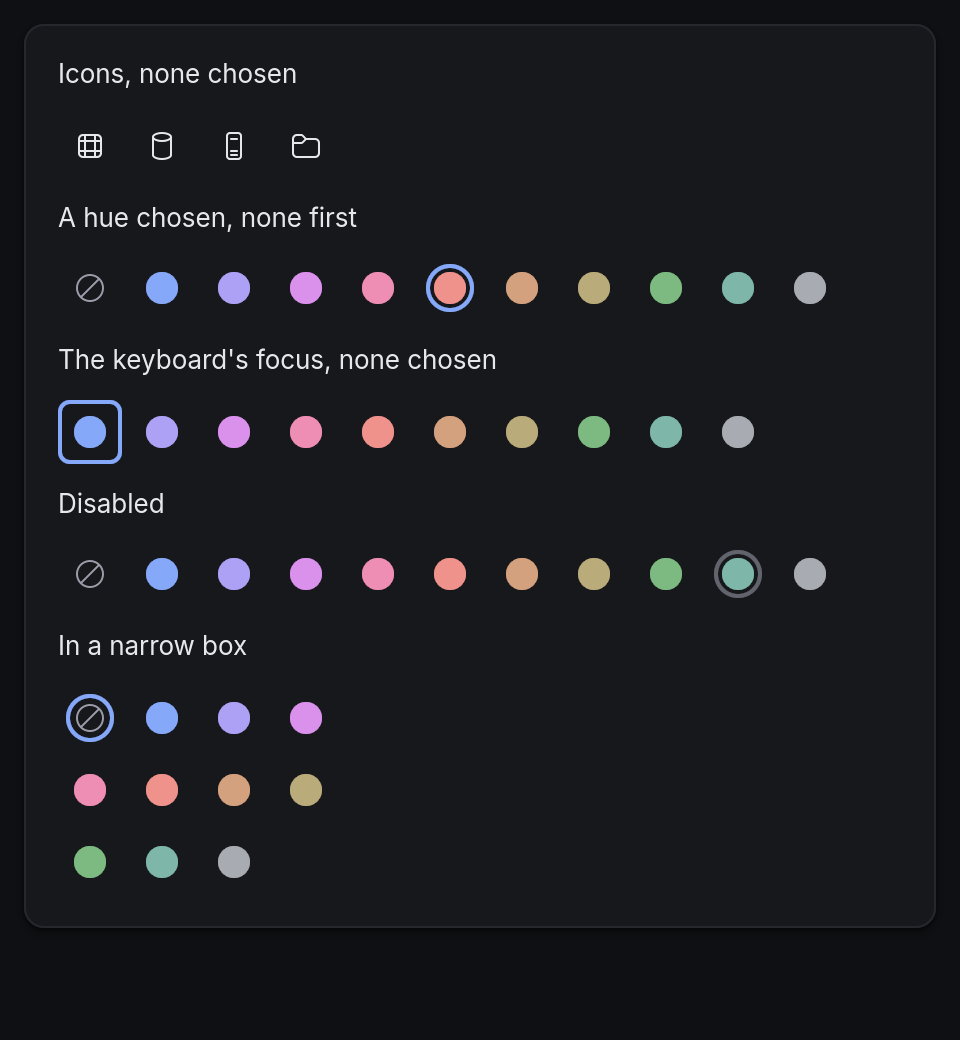 Icons, none chosen
A hue chosen, none first
The keyboard's focus, none chosen
Disabled
In a narrow box